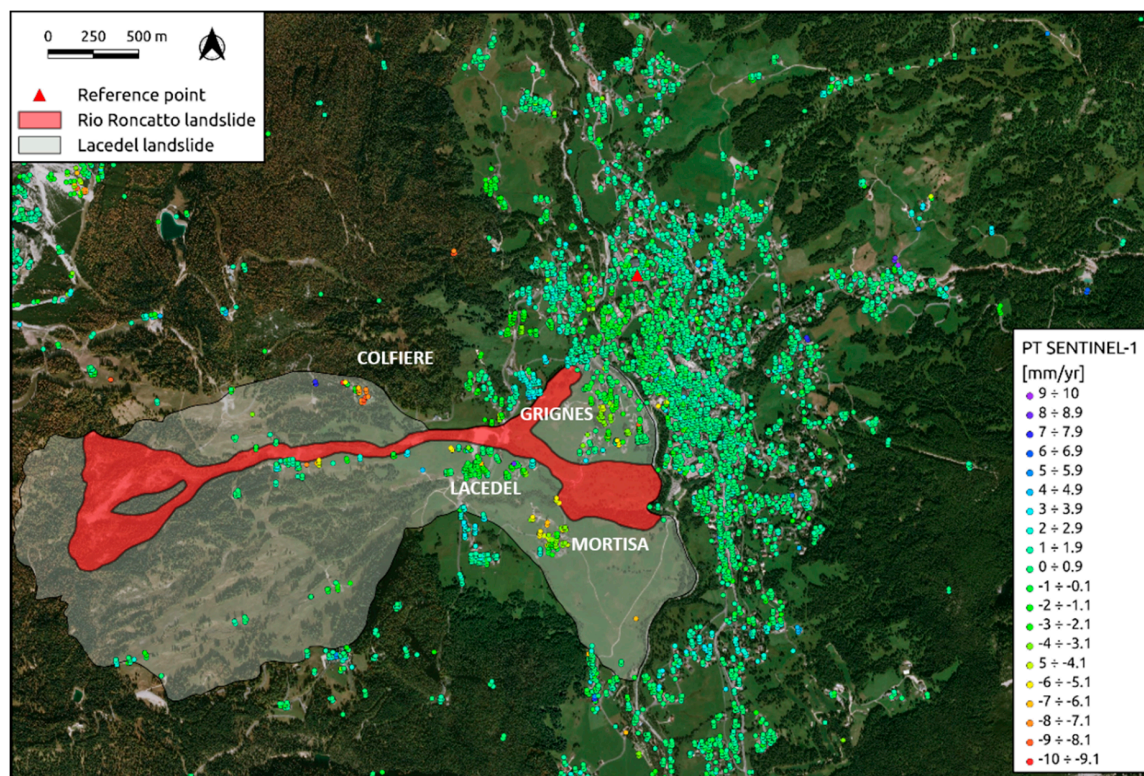 0 250 500 m
Reference point
Rio Roncatto landslide
Lacedel landslide
COLFIERE
GRIGNES
LACEDEL
MORTISA
PT SENTINEL-1
[mm/yr]
9 ÷ 10
8 ÷ 8.9
7 ÷ 7.9
6 ÷ 6.9
5 ÷ 5.9
4 ÷ 4.9
3 ÷ 3.9
2 ÷ 2.9
1 ÷ 1.9
0 ÷ 0.9
-1 ÷ -0.1
-2 ÷ -1.1
-3 ÷ -2.1
-4 ÷ -3.1
5 ÷ -4.1
-6 ÷ -5.1
-7 ÷ -6.1
-8 ÷ -7.1
-9 ÷ -8.1
-10 ÷ -9.1